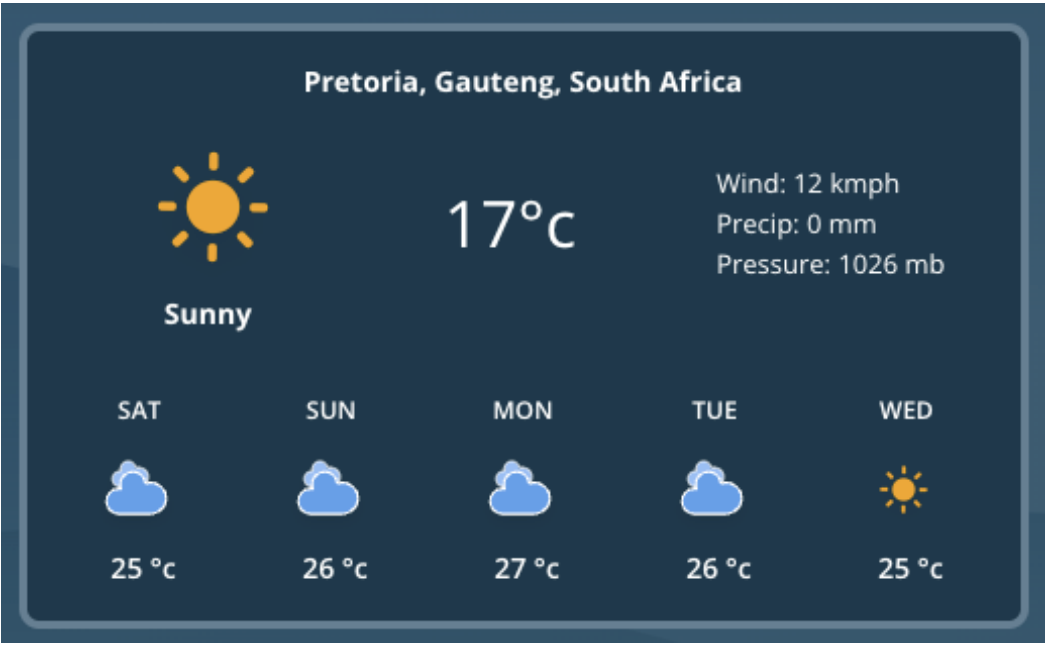 Pretoria, Gauteng, South Africa
17°c
Wind: 12 kmph
Precip: 0 mm
Pressure: 1026 mb
Sunny
SAT SUN MON TUE WED
25 °c 26 °c 27 °c 26 °c 25 °c